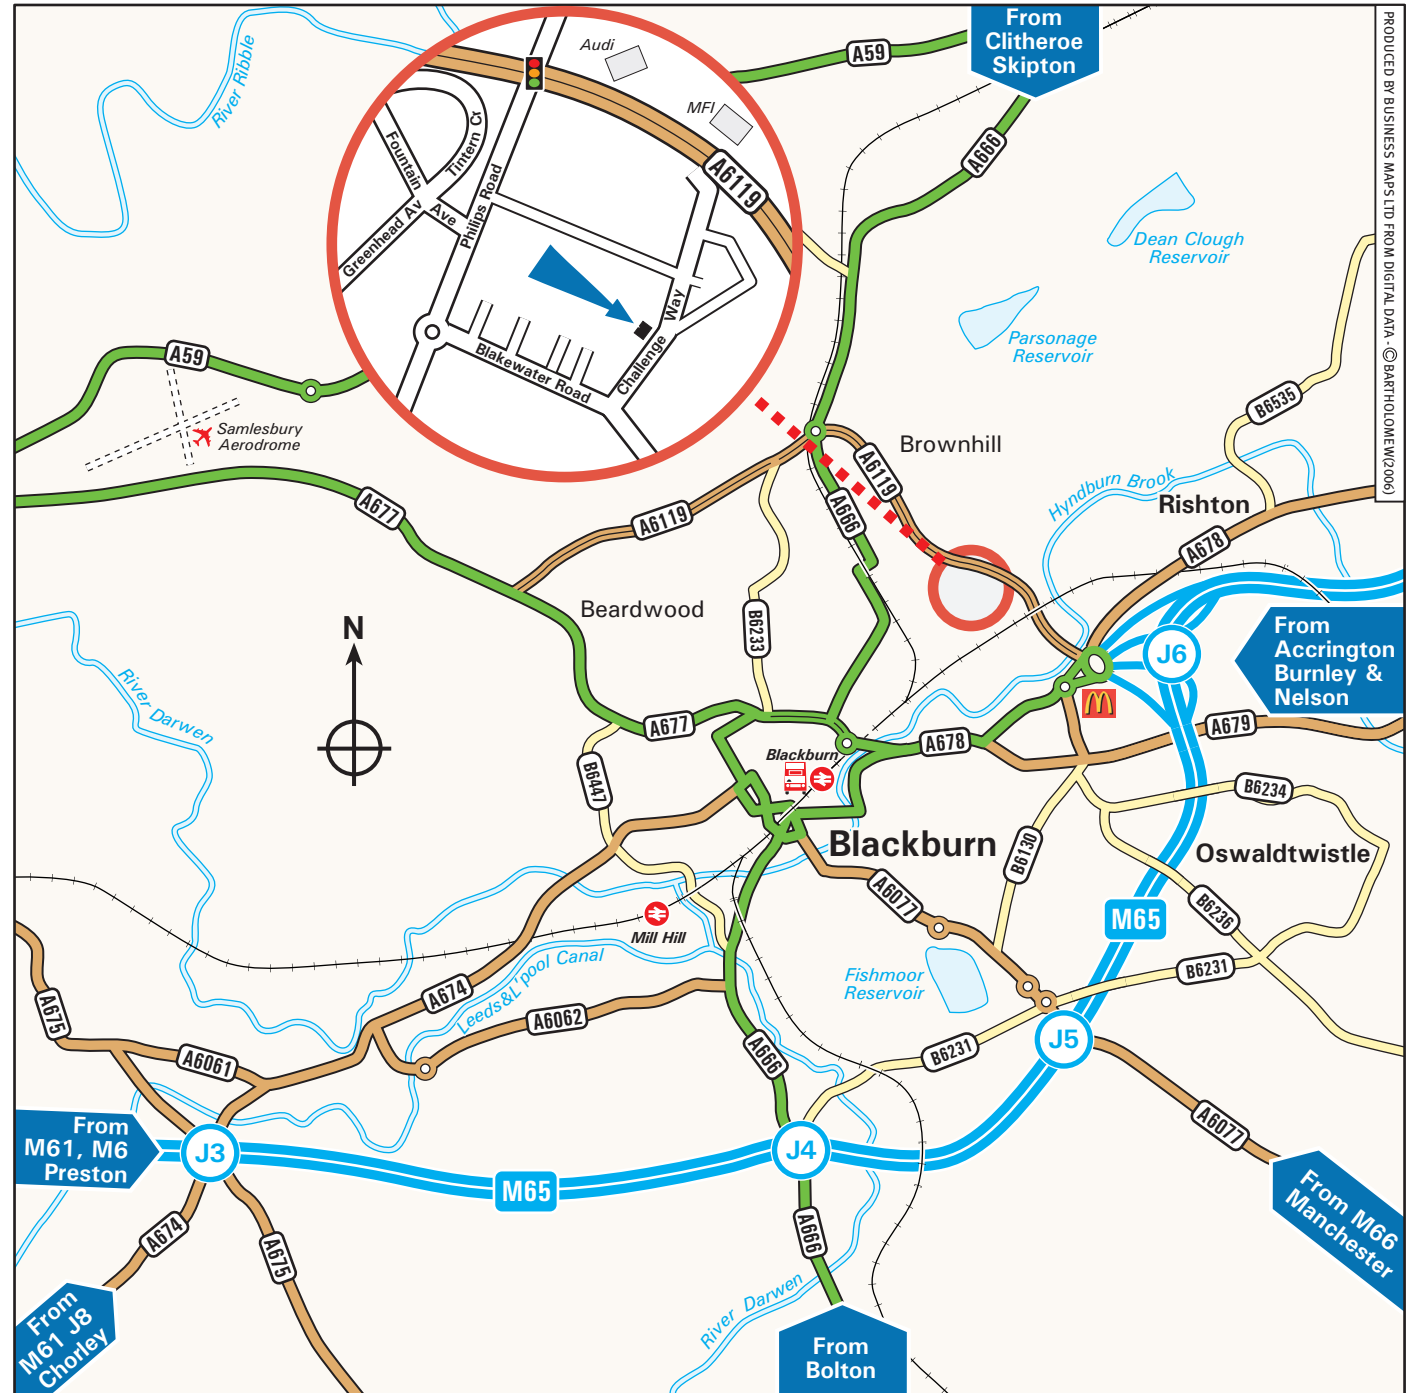 From
Clitheroe
Skipton
PRODUCED BY BUSINESS MAPS LTD FROM DIGITAL DATA - © BARTHOLOMEW(2006)
River Ribble
Audi
MFI
A59
A666
A6119
Fountain
Ave
Tintern Cr
Greenhead Av
Philips Road
Blakewater Road
Challenge
Way
Dean Clough
Reservoir
Parsonage
Reservoir
A59
Samlesbury
Aerodrome
A677
A6119
Brownhill
A6119
A666
B6535
Hyndburn Brook
Rishton
A678
Beardwood
B6233
N
River Darwen
J6
From
Accrington
Burnley &
Nelson
A677
A678
A679
Blackburn
B6447
B6234
Blackburn
B6130
Oswaldtwistle
A6077
B6236
M65
Mill Hill
Leeds&L'pool Canal
A674
Fishmoor
Reservoir
B6231
A675
A6062
A6061
A666
B6231
J5
A6077
From
M61, M6
Preston
J3
M65
J4
From M66
Manchester
A674
A675
A666
From
M61 J8
Chorley
River Darwen
From
Bolton